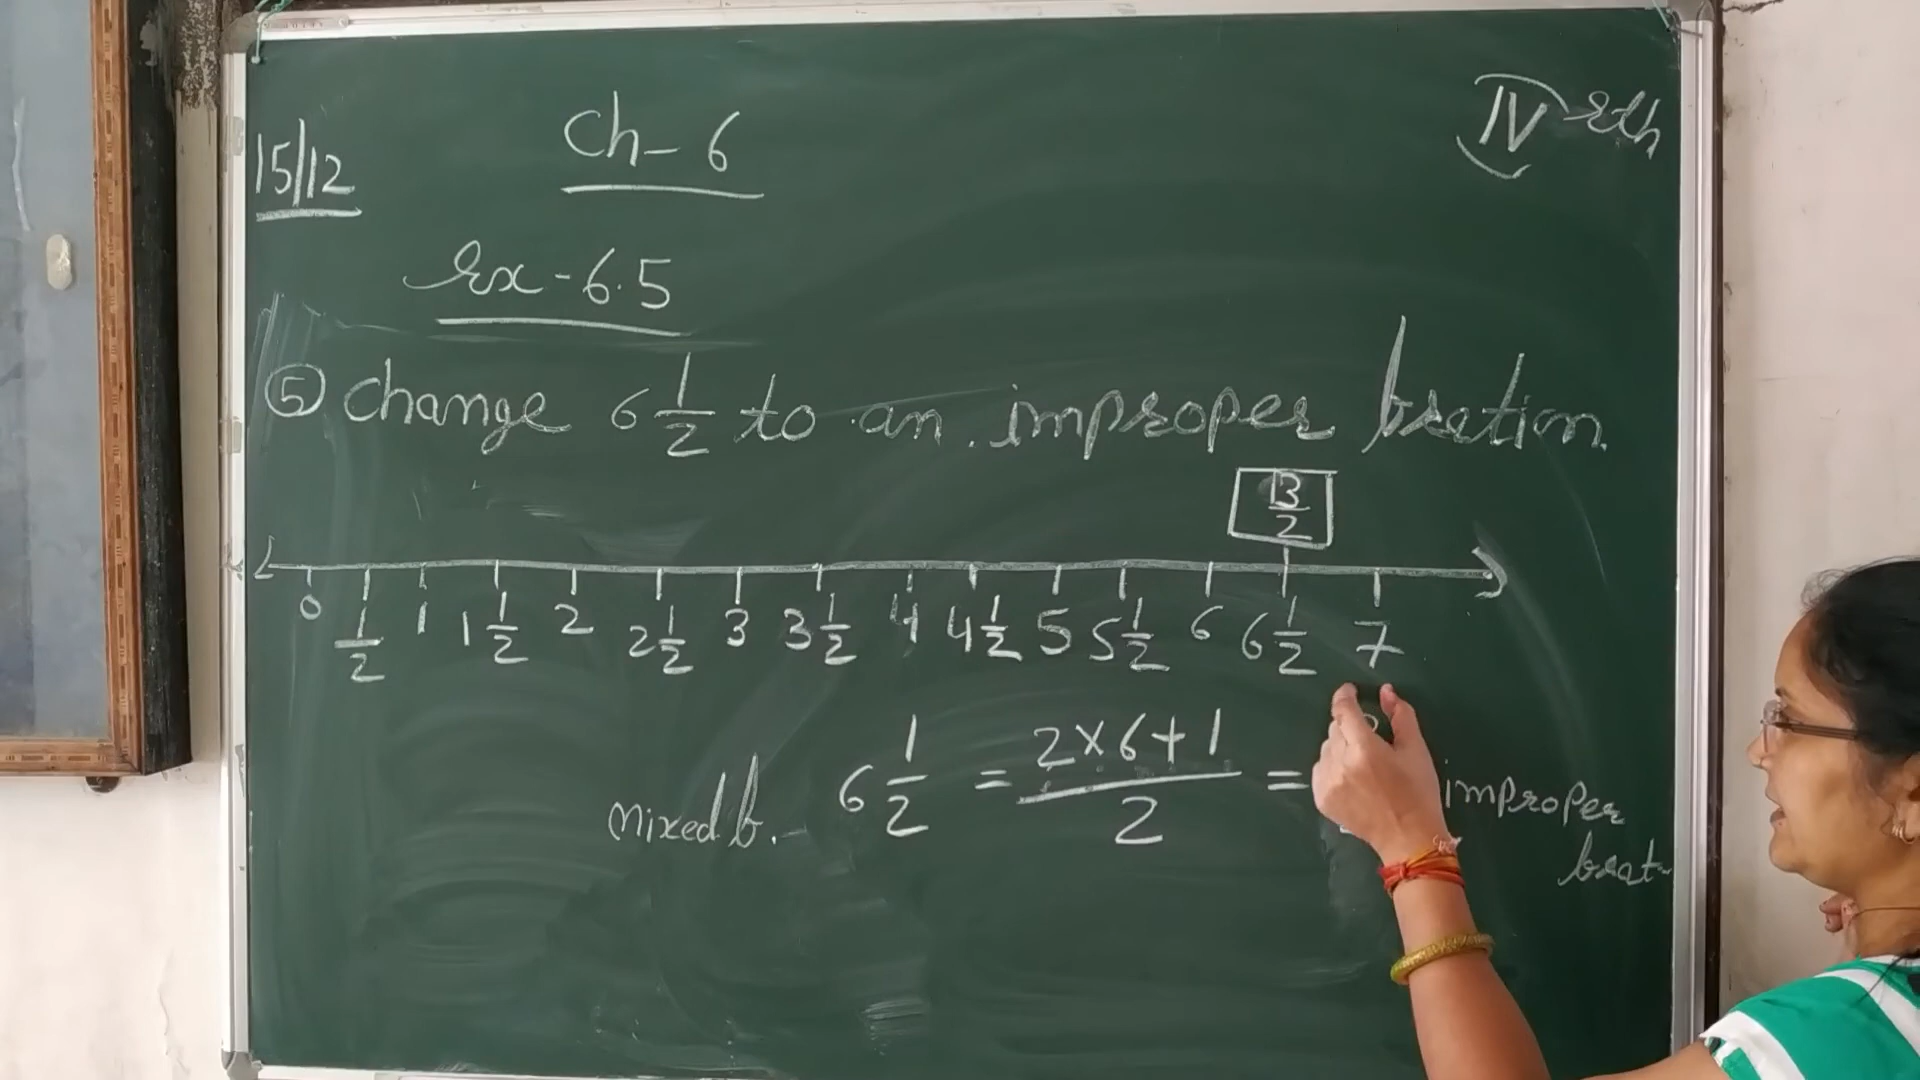 15/12
Ch-6
IV
Ex-6.5
⑤ Change 6 1/2 to an improper fraction.
13/2
0 1/2 1 1 1/2 2 2 1/2 3 3 1/2 4 4 1/2 5 5 1/2 6 6 1/2 7
mixed f. 6 1/2 = (2×6+1)/2 = improper
fract-